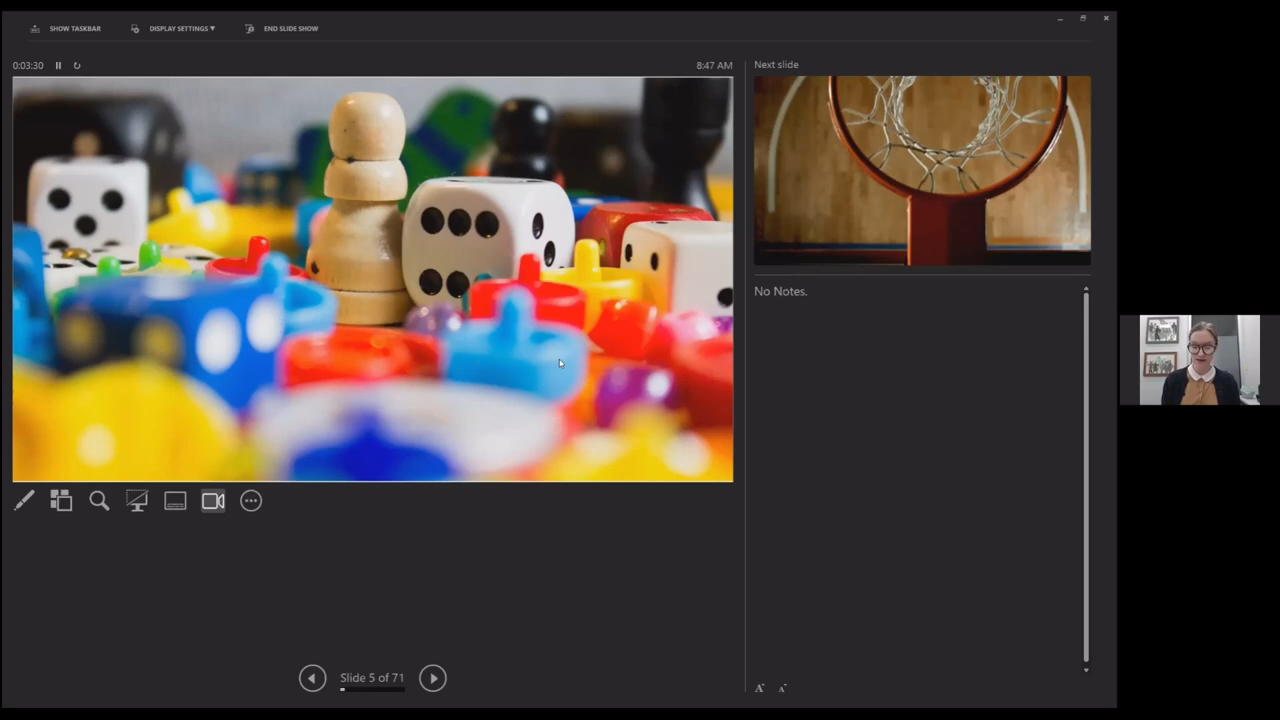 SHOW TASKBAR
DISPLAY SETTINGS ▼
END SLIDE SHOW
0:03:30
8:47 AM
Next slide
No Notes.
Slide 5 of 71